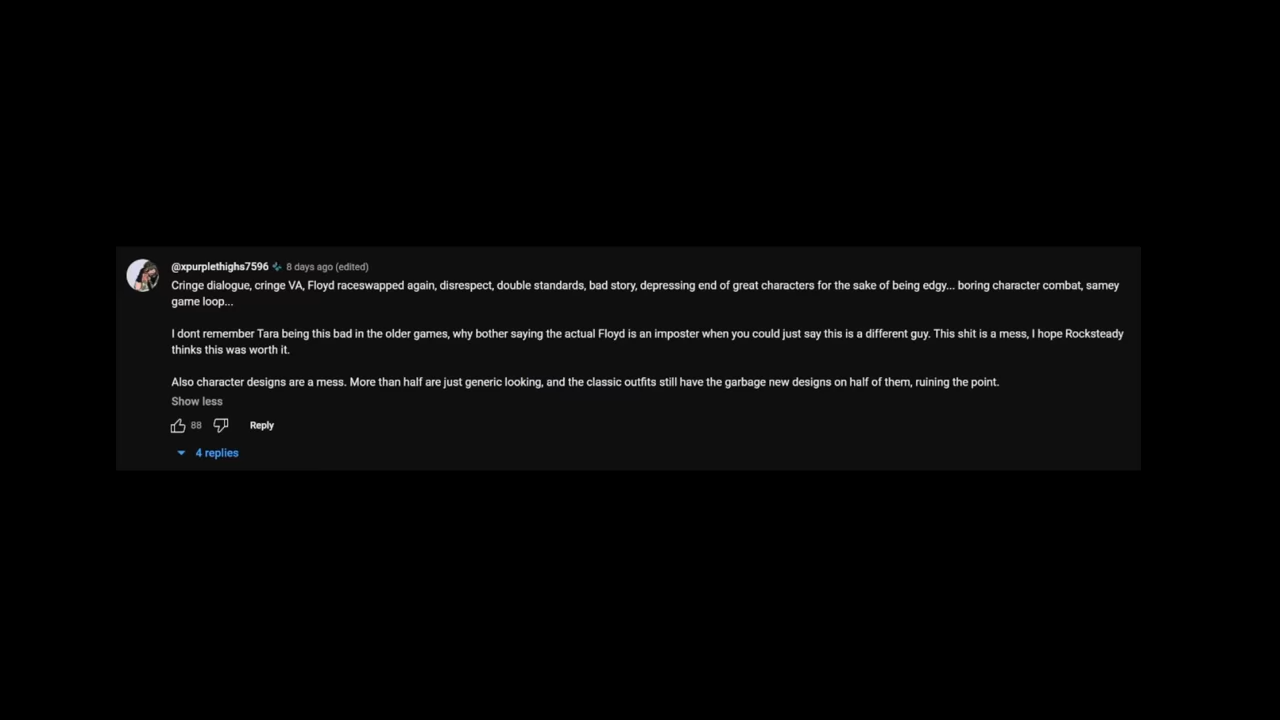 @xpurplethighs7596 8 days ago (edited)
Cringe dialogue, cringe VA, Floyd raceswapped again, disrespect, double standards, bad story, depressing end of great characters for the sake of being edgy... boring character combat, samey
game loop...
I dont remember Tara being this bad in the older games, why bother saying the actual Floyd is an imposter when you could just say this is a different guy. This shit is a mess, I hope Rocksteady
thinks this was worth it.
Also character designs are a mess. More than half are just generic looking, and the classic outfits still have the garbage new designs on half of them, ruining the point.
Show less
88 Reply
4 replies